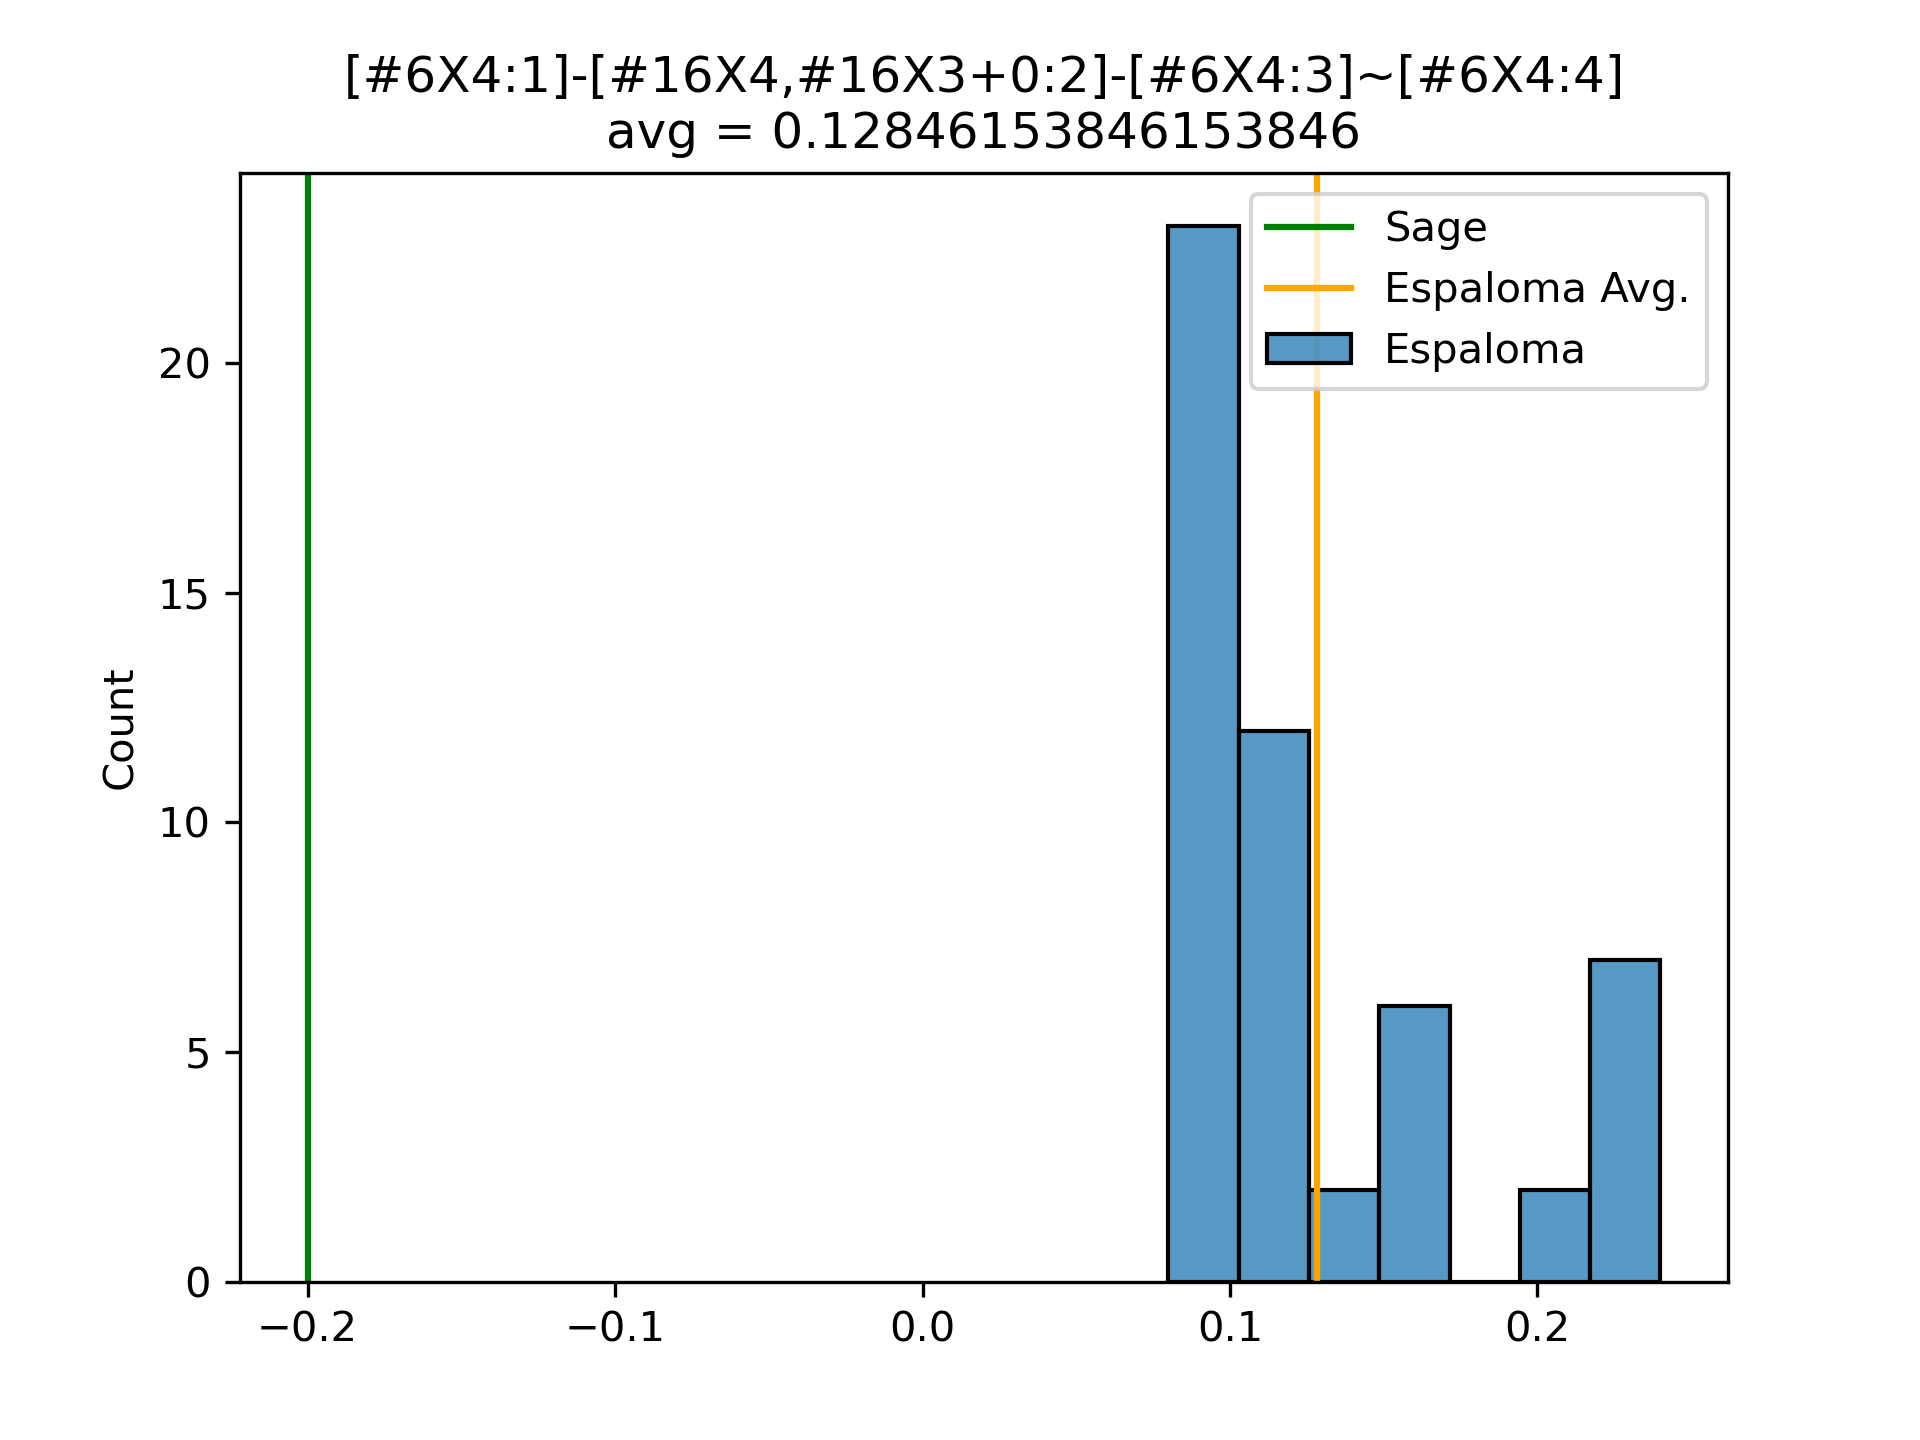 [#6X4:1]-[#16X4,#16X3+0:2]-[#6X4:3]~[#6X4:4]
avg = 0.12846153846153846
Sage
Espaloma Avg.
Espaloma
Count
20
15
10
5
0
−0.2
−0.1
0.0
0.1
0.2